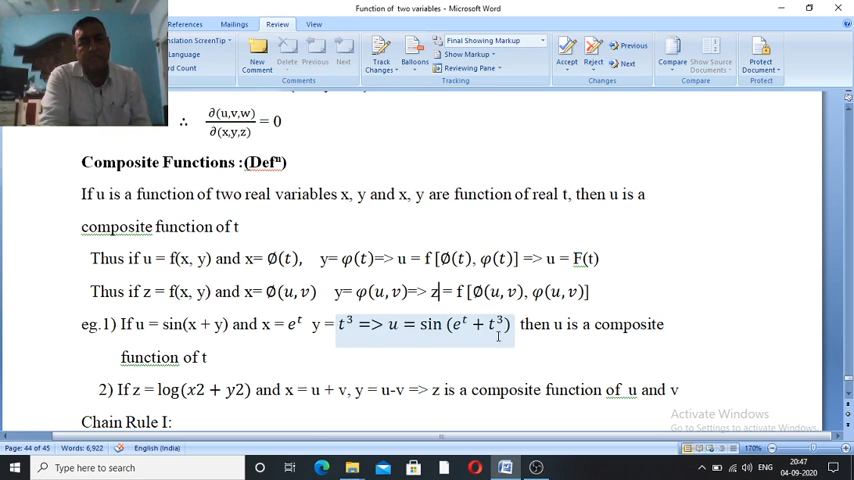 Function of two variables - Microsoft Word
References Mailings Review View
Translation ScreenTip
Language
Word Count
New Comment
Delete
Previous
Next
Comments
Track Changes
Balloons
Final Showing Markup
Show Markup
Reviewing Pane
Tracking
Accept
Reject
Previous
Next
Changes
Compare
Show Source Documents
Compare
Protect Document
Protect
∴ ∂(u,v,w)/∂(x,y,z) = 0
Composite Functions :(Defⁿ)
If u is a function of two real variables x, y and x, y are function of real t, then u is a
composite function of t
Thus if u = f(x, y) and x= Ø(t), y= φ(t)=> u = f [Ø(t), φ(t)] => u = F(t)
Thus if z = f(x, y) and x= Ø(u, v) y= φ(u, v)=> z= f [Ø(u, v), φ(u, v)]
eg.1) If u = sin(x + y) and x = eᵗ y = t³ => u = sin (eᵗ + t³) then u is a composite
function of t
2) If z = log(x2 + y2) and x = u + v, y = u-v => z is a composite function of u and v
Chain Rule I:
Activate Windows
Go to Settings to activate Windows.
Page: 44 of 45 Words: 6,922 English (India) 170%
Type here to search
ENG
20:47
04-09-2020